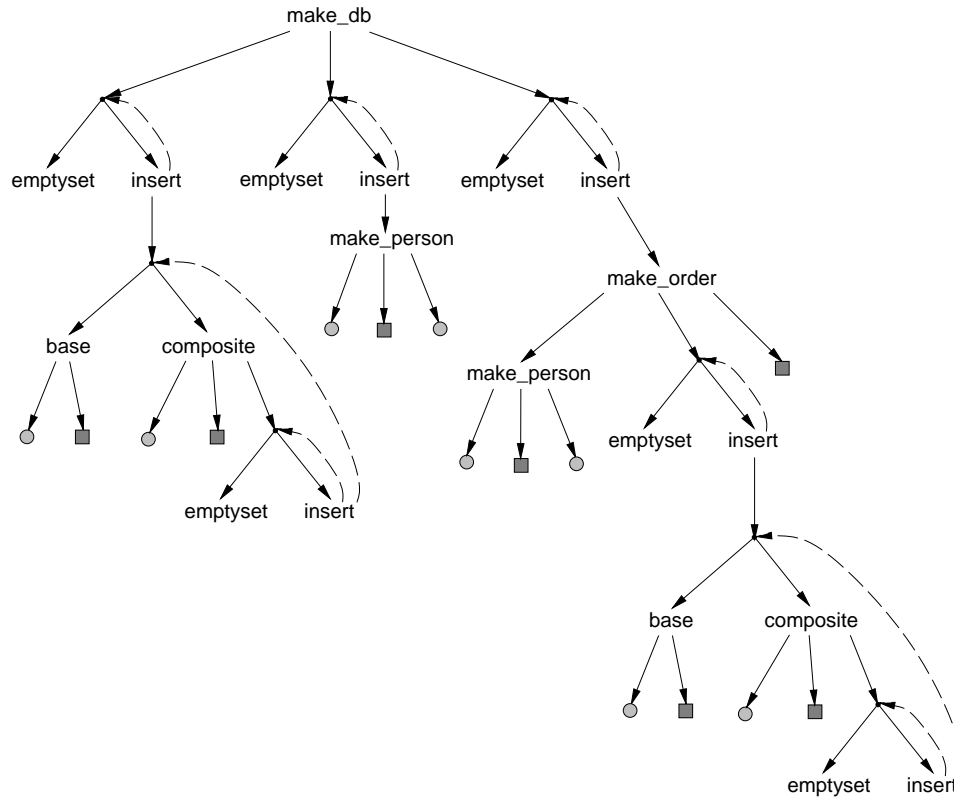 make_db
emptyset insert emptyset insert emptyset insert
make_person
make_order
base composite
make_person
emptyset insert
emptyset insert
base composite
emptyset insert